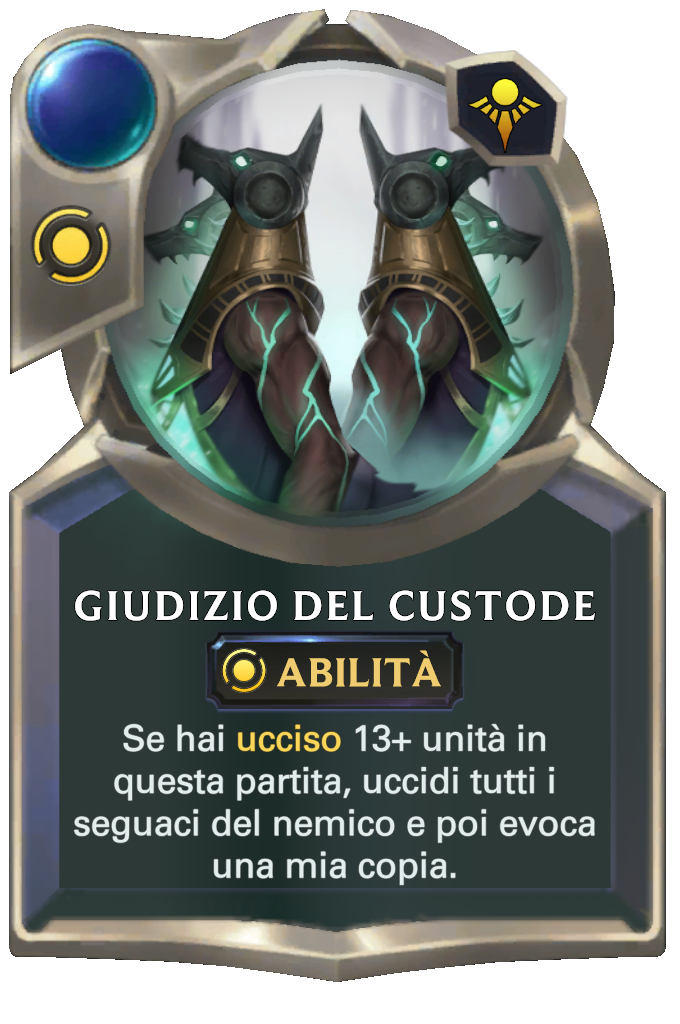 GIUDIZIO DEL CUSTODE
ABILITÀ
Se hai ucciso 13+ unità in
questa partita, uccidi tutti i
seguaci del nemico e poi evoca
una mia copia.